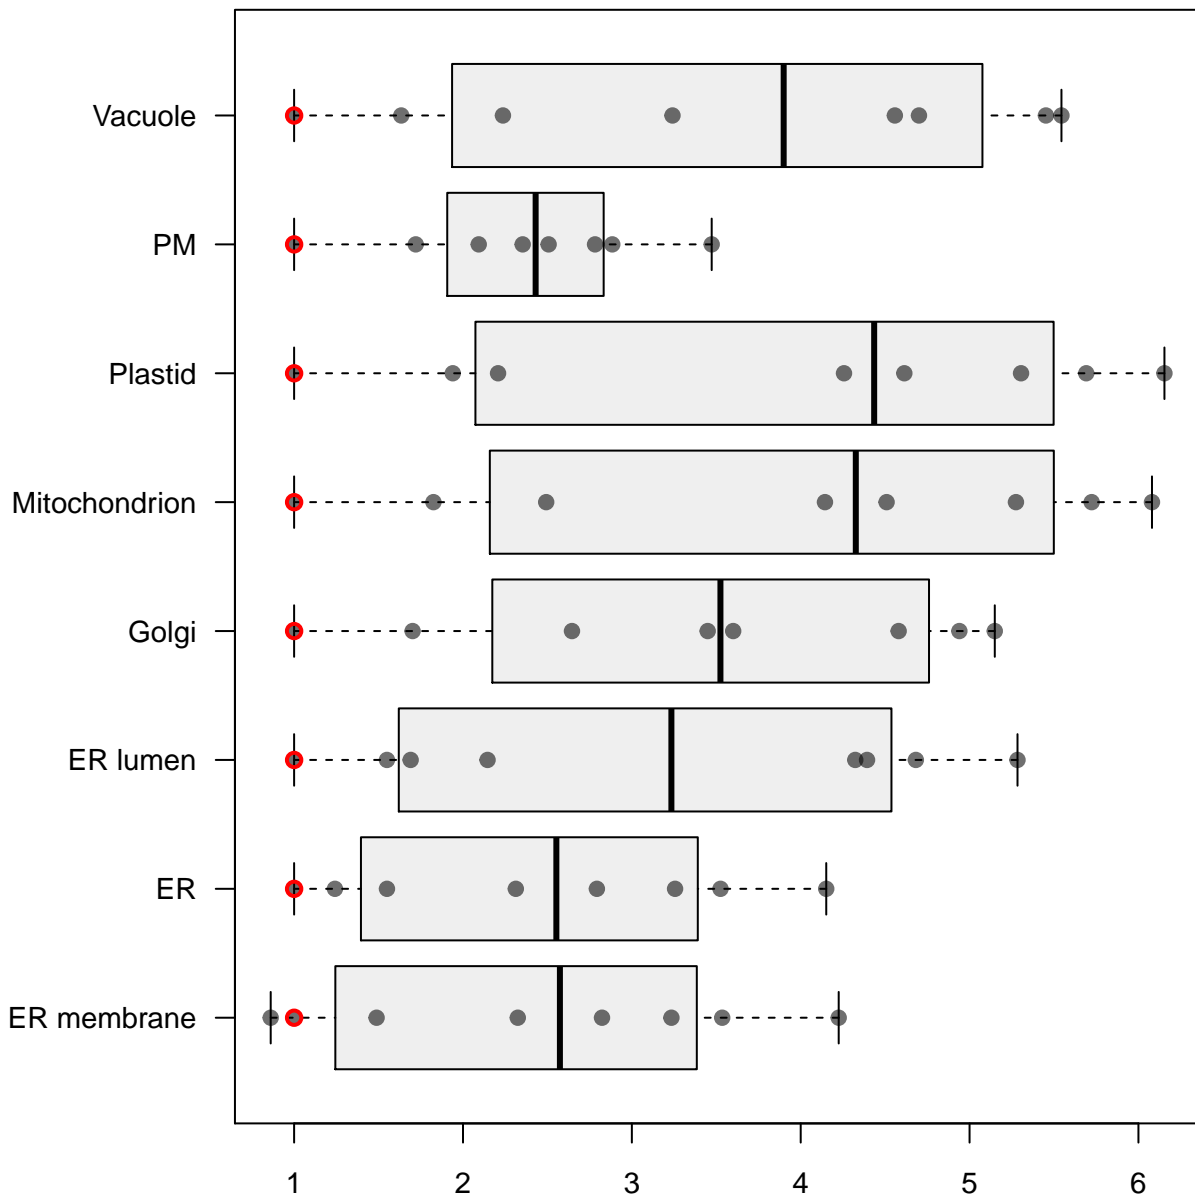 Vacuole
PM
Plastid
Mitochondrion
Golgi
ER lumen
ER
ER membrane
1 2 3 4 5 6